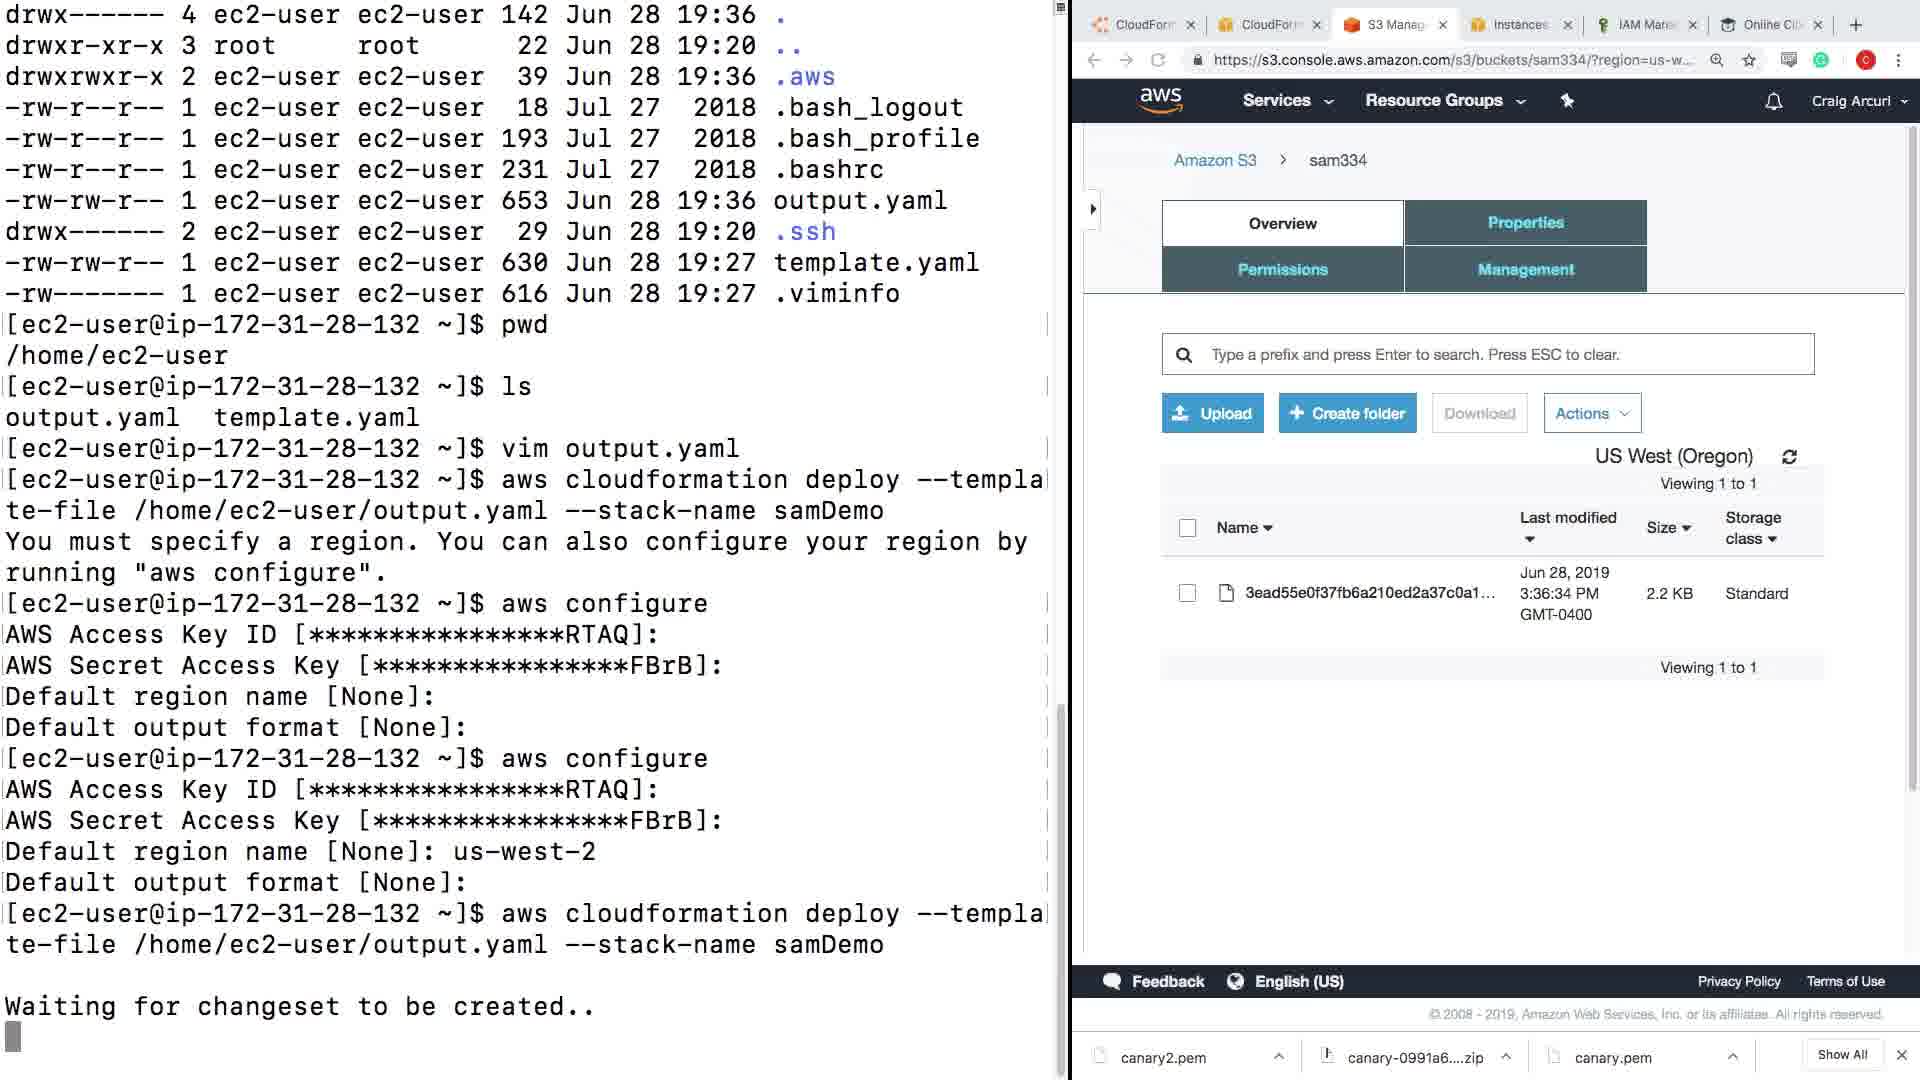 drwx------ 4 ec2-user ec2-user 142 Jun 28 19:36 .
drwxr-xr-x 3 root     root      22 Jun 28 19:20 ..
drwxrwxr-x 2 ec2-user ec2-user  39 Jun 28 19:36 .aws
-rw-r--r-- 1 ec2-user ec2-user  18 Jul 27  2018 .bash_logout
-rw-r--r-- 1 ec2-user ec2-user 193 Jul 27  2018 .bash_profile
-rw-r--r-- 1 ec2-user ec2-user 231 Jul 27  2018 .bashrc
-rw-rw-r-- 1 ec2-user ec2-user 653 Jun 28 19:36 output.yaml
drwx------ 2 ec2-user ec2-user  29 Jun 28 19:20 .ssh
-rw-rw-r-- 1 ec2-user ec2-user 630 Jun 28 19:27 template.yaml
-rw------- 1 ec2-user ec2-user 616 Jun 28 19:27 .viminfo
[ec2-user@ip-172-31-28-132 ~]$ pwd
/home/ec2-user
[ec2-user@ip-172-31-28-132 ~]$ ls
output.yaml  template.yaml
[ec2-user@ip-172-31-28-132 ~]$ vim output.yaml
[ec2-user@ip-172-31-28-132 ~]$ aws cloudformation deploy --templa
te-file /home/ec2-user/output.yaml --stack-name samDemo
You must specify a region. You can also configure your region by
running "aws configure".
[ec2-user@ip-172-31-28-132 ~]$ aws configure
AWS Access Key ID [****************RTAQ]:
AWS Secret Access Key [****************FBrB]:
Default region name [None]:
Default output format [None]:
[ec2-user@ip-172-31-28-132 ~]$ aws configure
AWS Access Key ID [****************RTAQ]:
AWS Secret Access Key [****************FBrB]:
Default region name [None]: us-west-2
Default output format [None]:
[ec2-user@ip-172-31-28-132 ~]$ aws cloudformation deploy --templa
te-file /home/ec2-user/output.yaml --stack-name samDemo
Waiting for changeset to be created..
CloudForm CloudForm S3 Manag Instances IAM Mana Online Clo
https://s3.console.aws.amazon.com/s3/buckets/sam334/?region=us-w...
aws Services Resource Groups Craig Arcuri
Amazon S3 > sam334
Overview Properties
Permissions Management
Type a prefix and press Enter to search. Press ESC to clear.
Upload Create folder Download Actions
US West (Oregon)
Viewing 1 to 1
Name Last modified Size Storage class
3ead55e0f37fb6a210ed2a37c0a1... Jun 28, 2019 3:36:34 PM GMT-0400 2.2 KB Standard
Viewing 1 to 1
Feedback English (US) Privacy Policy Terms of Use
© 2008 - 2019, Amazon Web Services, Inc. or its affiliates. All rights reserved.
canary2.pem canary-0991a6....zip canary.pem Show All